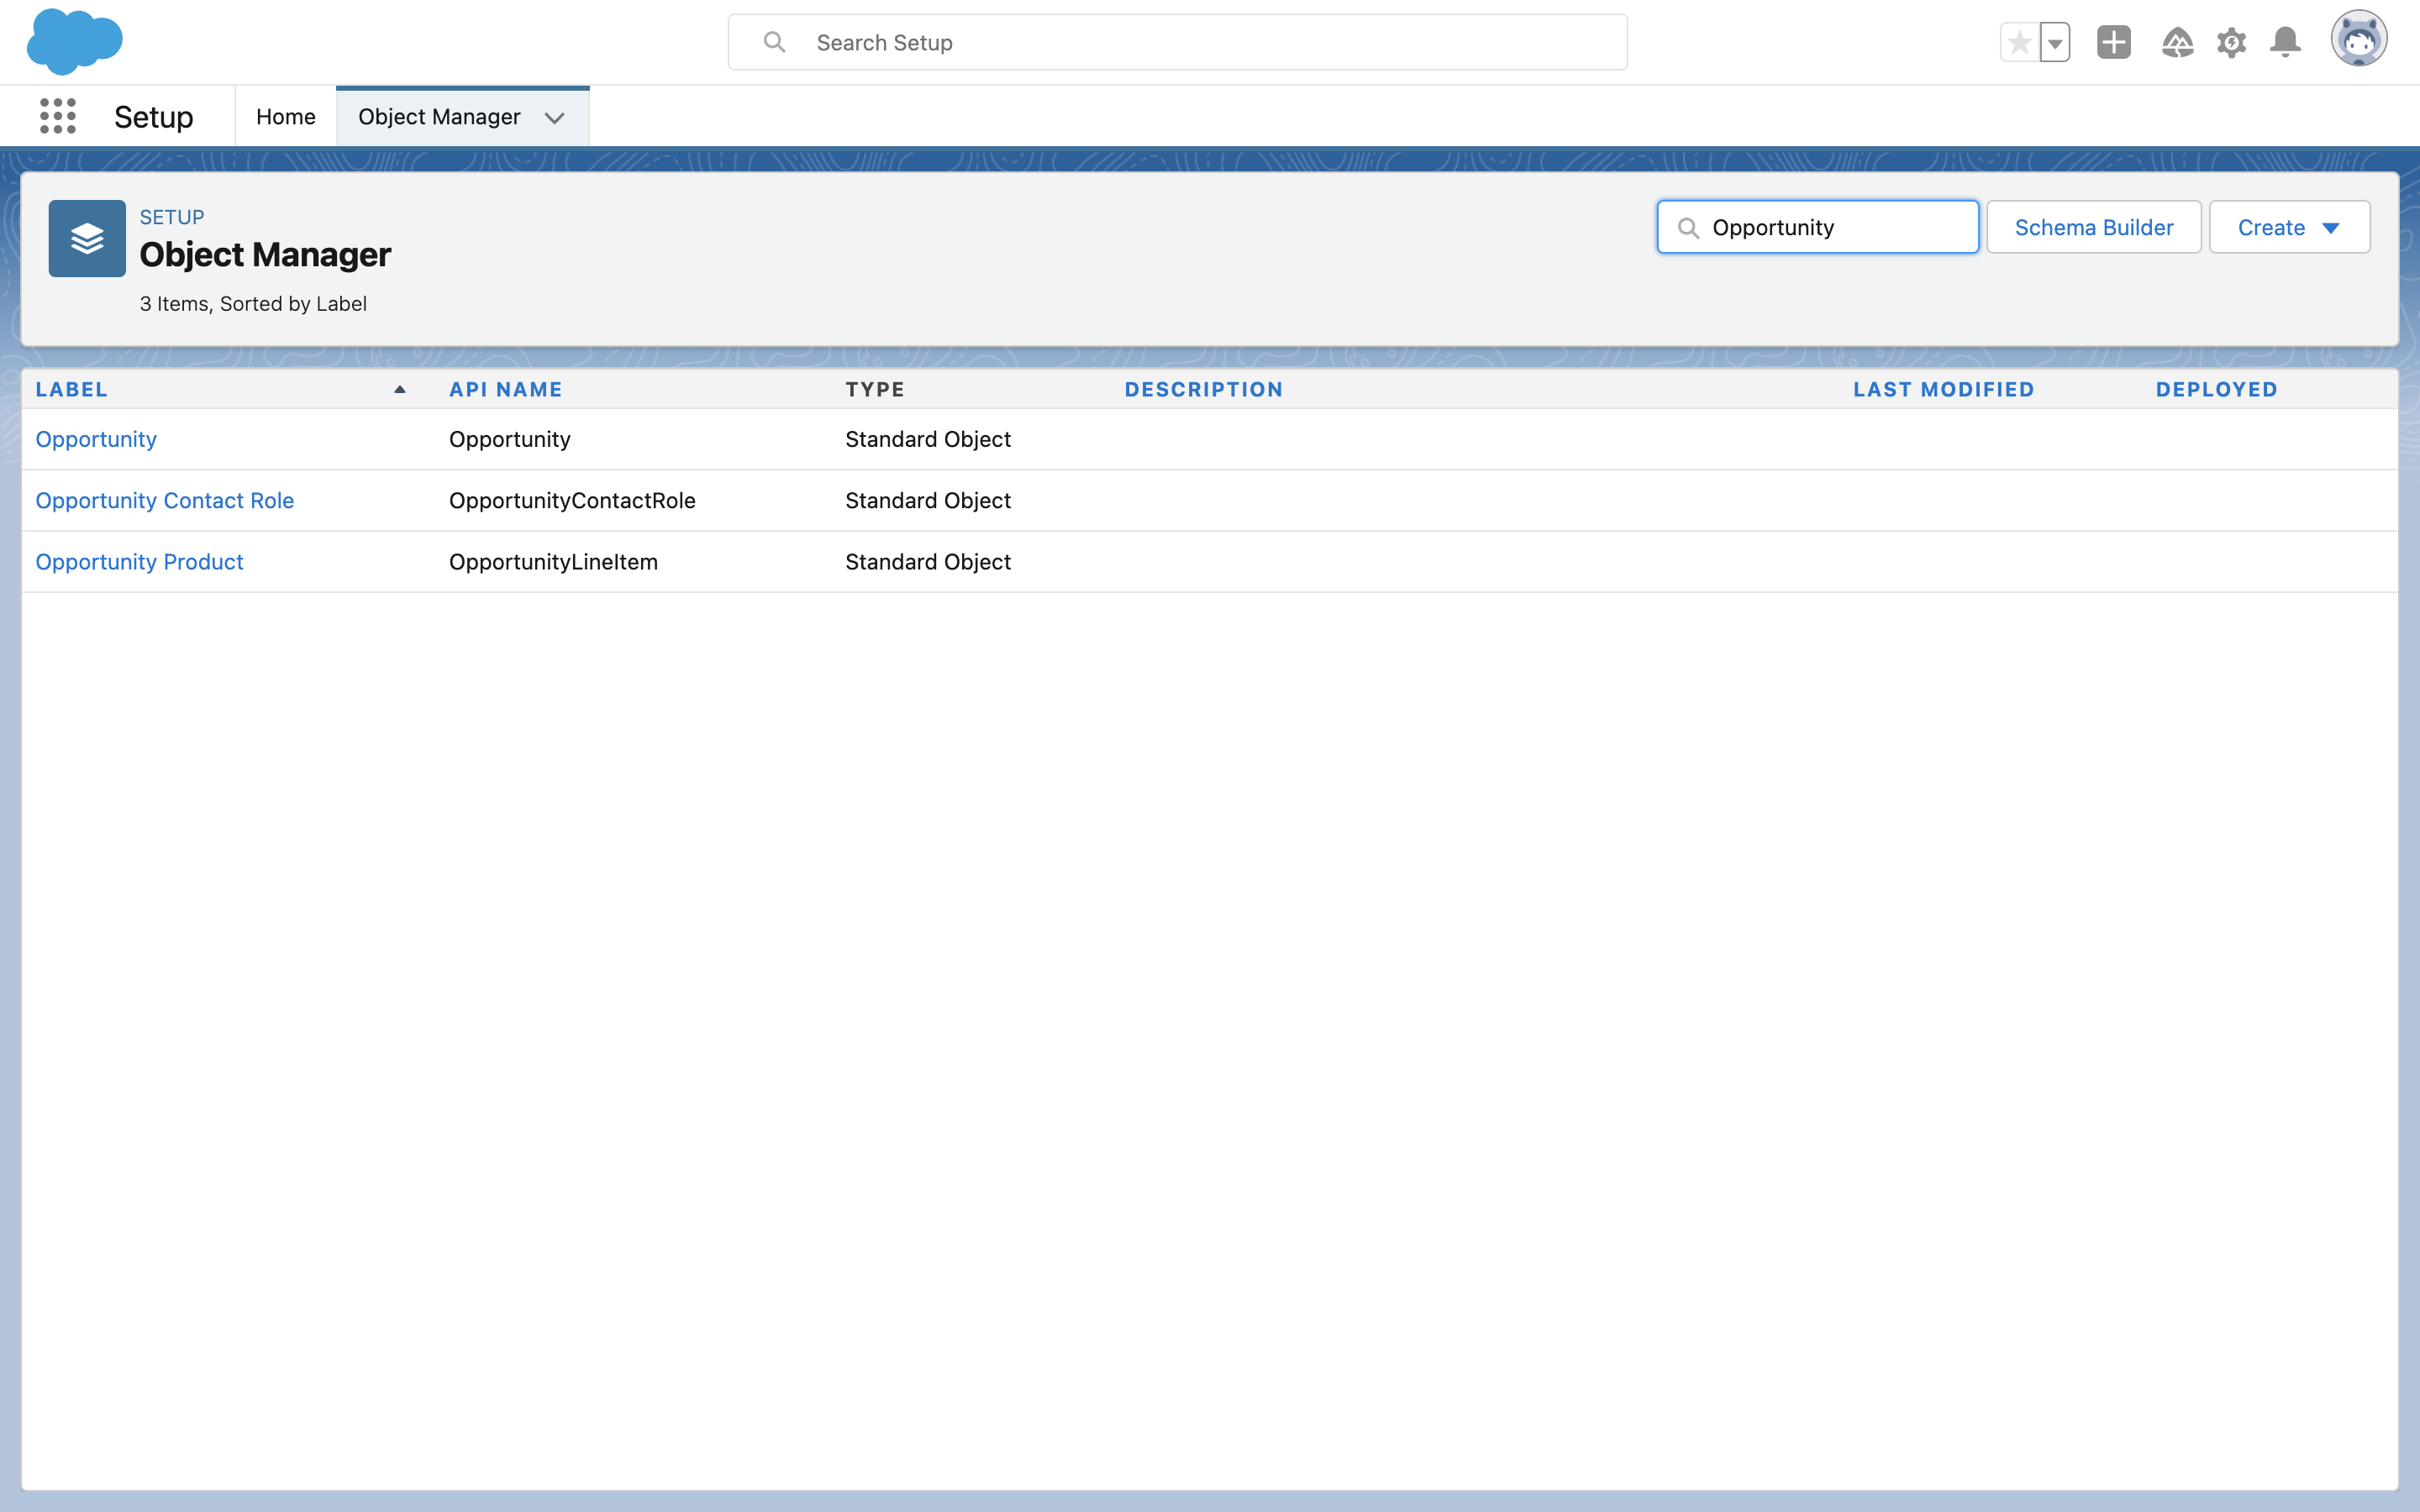 Search Setup
Setup
Home
Object Manager
SETUP
Object Manager
3 Items, Sorted by Label
Opportunity
Schema Builder
Create
LABEL API NAME TYPE DESCRIPTION LAST MODIFIED DEPLOYED
Opportunity Opportunity Standard Object
Opportunity Contact Role OpportunityContactRole Standard Object
Opportunity Product OpportunityLineItem Standard Object